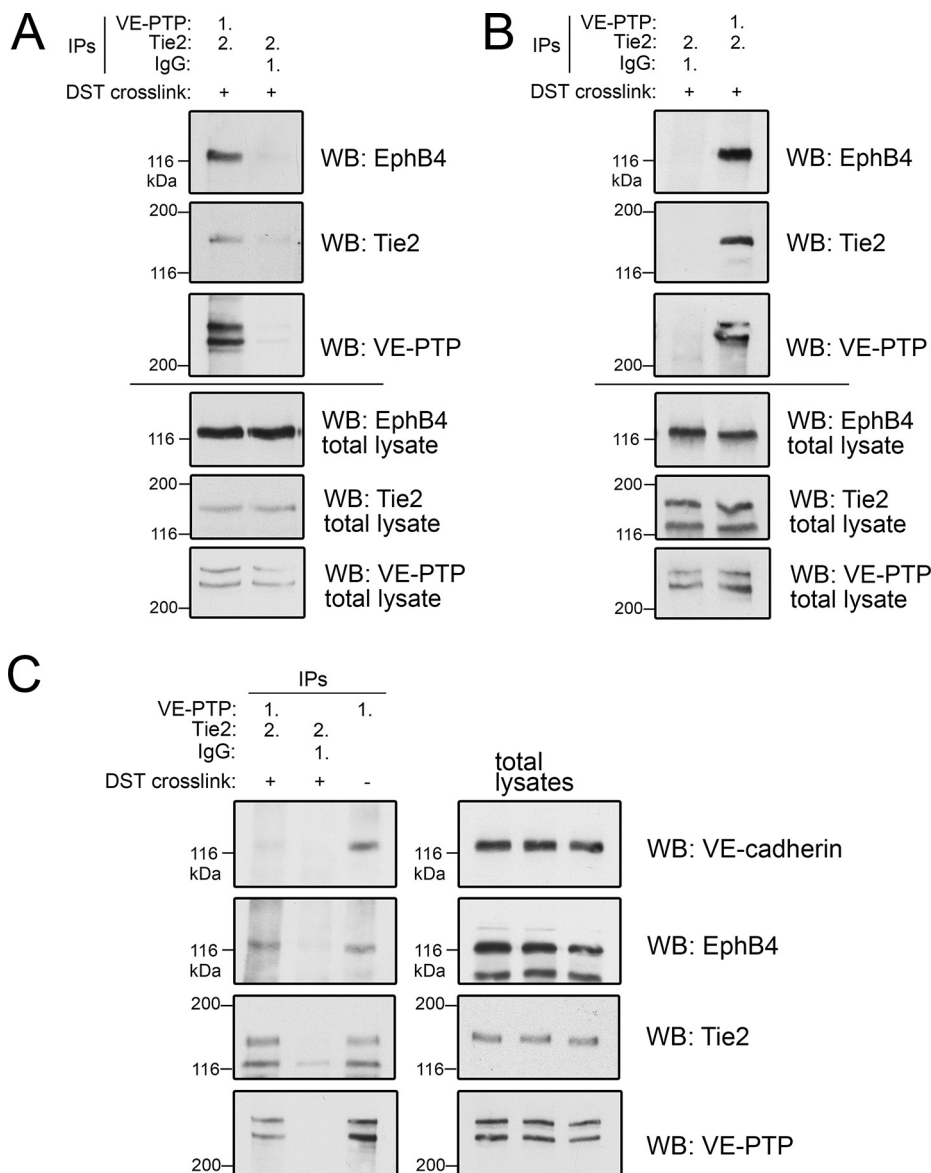 A
IPs
VE-PTP: 1.
Tie2: 2. 2.
IgG: 1.
DST crosslink: + +
116
kDa
WB: EphB4
200
WB: Tie2
116
WB: VE-PTP
200
WB: EphB4
total lysate
116
200
WB: Tie2
total lysate
116
WB: VE-PTP
total lysate
200
B
IPs
VE-PTP: 1.
Tie2: 2. 2.
IgG: 1.
DST crosslink: + +
116
kDa
WB: EphB4
200
WB: Tie2
116
WB: VE-PTP
200
WB: EphB4
total lysate
116
200
WB: Tie2
total lysate
116
WB: VE-PTP
total lysate
200
C
IPs
VE-PTP: 1. 1.
Tie2: 2. 2.
IgG: 1.
DST crosslink: + + -
total
lysates
116 116 WB: VE-cadherin
kDa kDa
116 116 WB: EphB4
kDa kDa
200 200
WB: Tie2
116 116
WB: VE-PTP
200 200